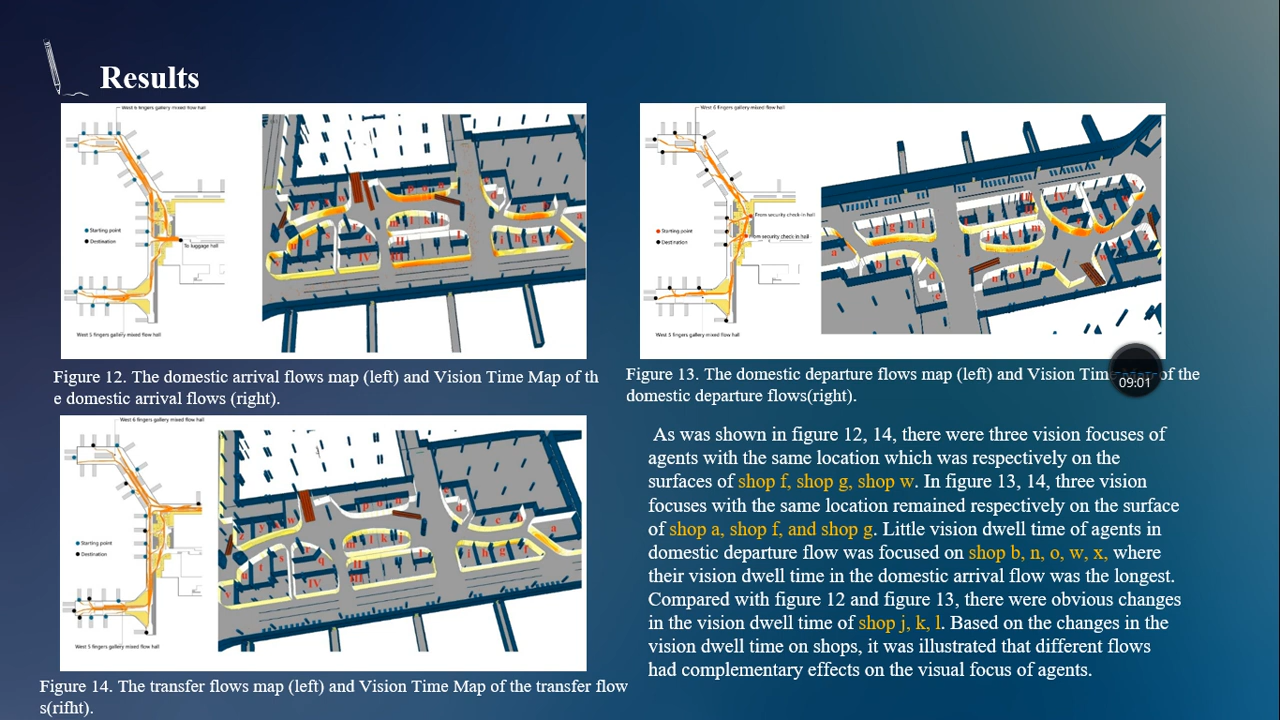 Results
West 6 fingers gallery mixed flow hall
Starting point
Destination
To luggage hall
West 5 fingers gallery mixed flow hall
West 6 fingers gallery mixed flow hall
From security check-in hall
Starting point
From security check in hall
Destination
West 5 fingers gallery mixed flow hall
Figure 12. The domestic arrival flows map (left) and Vision Time Map of th
e domestic arrival flows (right).
Figure 13. The domestic departure flows map (left) and Vision Time of the
domestic departure flows(right).
09:01
West 6 fingers gallery mixed flow hall
Starting point
Destination
West 5 fingers gallery mixed flow hall
Figure 14. The transfer flows map (left) and Vision Time Map of the transfer flow
s(rifht).
As was shown in figure 12, 14, there were three vision focuses of
agents with the same location which was respectively on the
surfaces of shop f, shop g, shop w. In figure 13, 14, three vision
focuses with the same location remained respectively on the surface
of shop a, shop f, and shop g. Little vision dwell time of agents in
domestic departure flow was focused on shop b, n, o, w, x, where
their vision dwell time in the domestic arrival flow was the longest.
Compared with figure 12 and figure 13, there were obvious changes
in the vision dwell time of shop j, k, l. Based on the changes in the
vision dwell time on shops, it was illustrated that different flows
had complementary effects on the visual focus of agents.